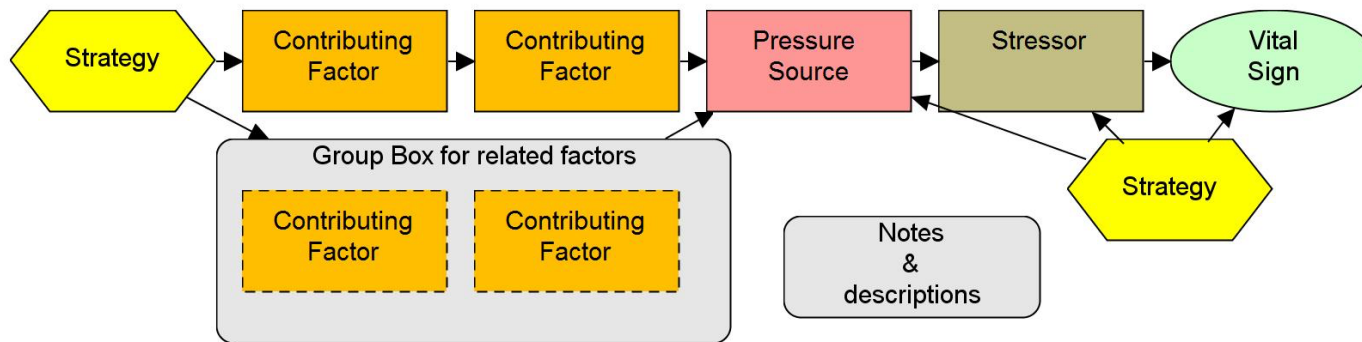 Strategy
Contributing
Factor
Contributing
Factor
Pressure
Source
Stressor
Vital
Sign
Group Box for related factors
Contributing
Factor
Contributing
Factor
Notes
&
descriptions
Strategy